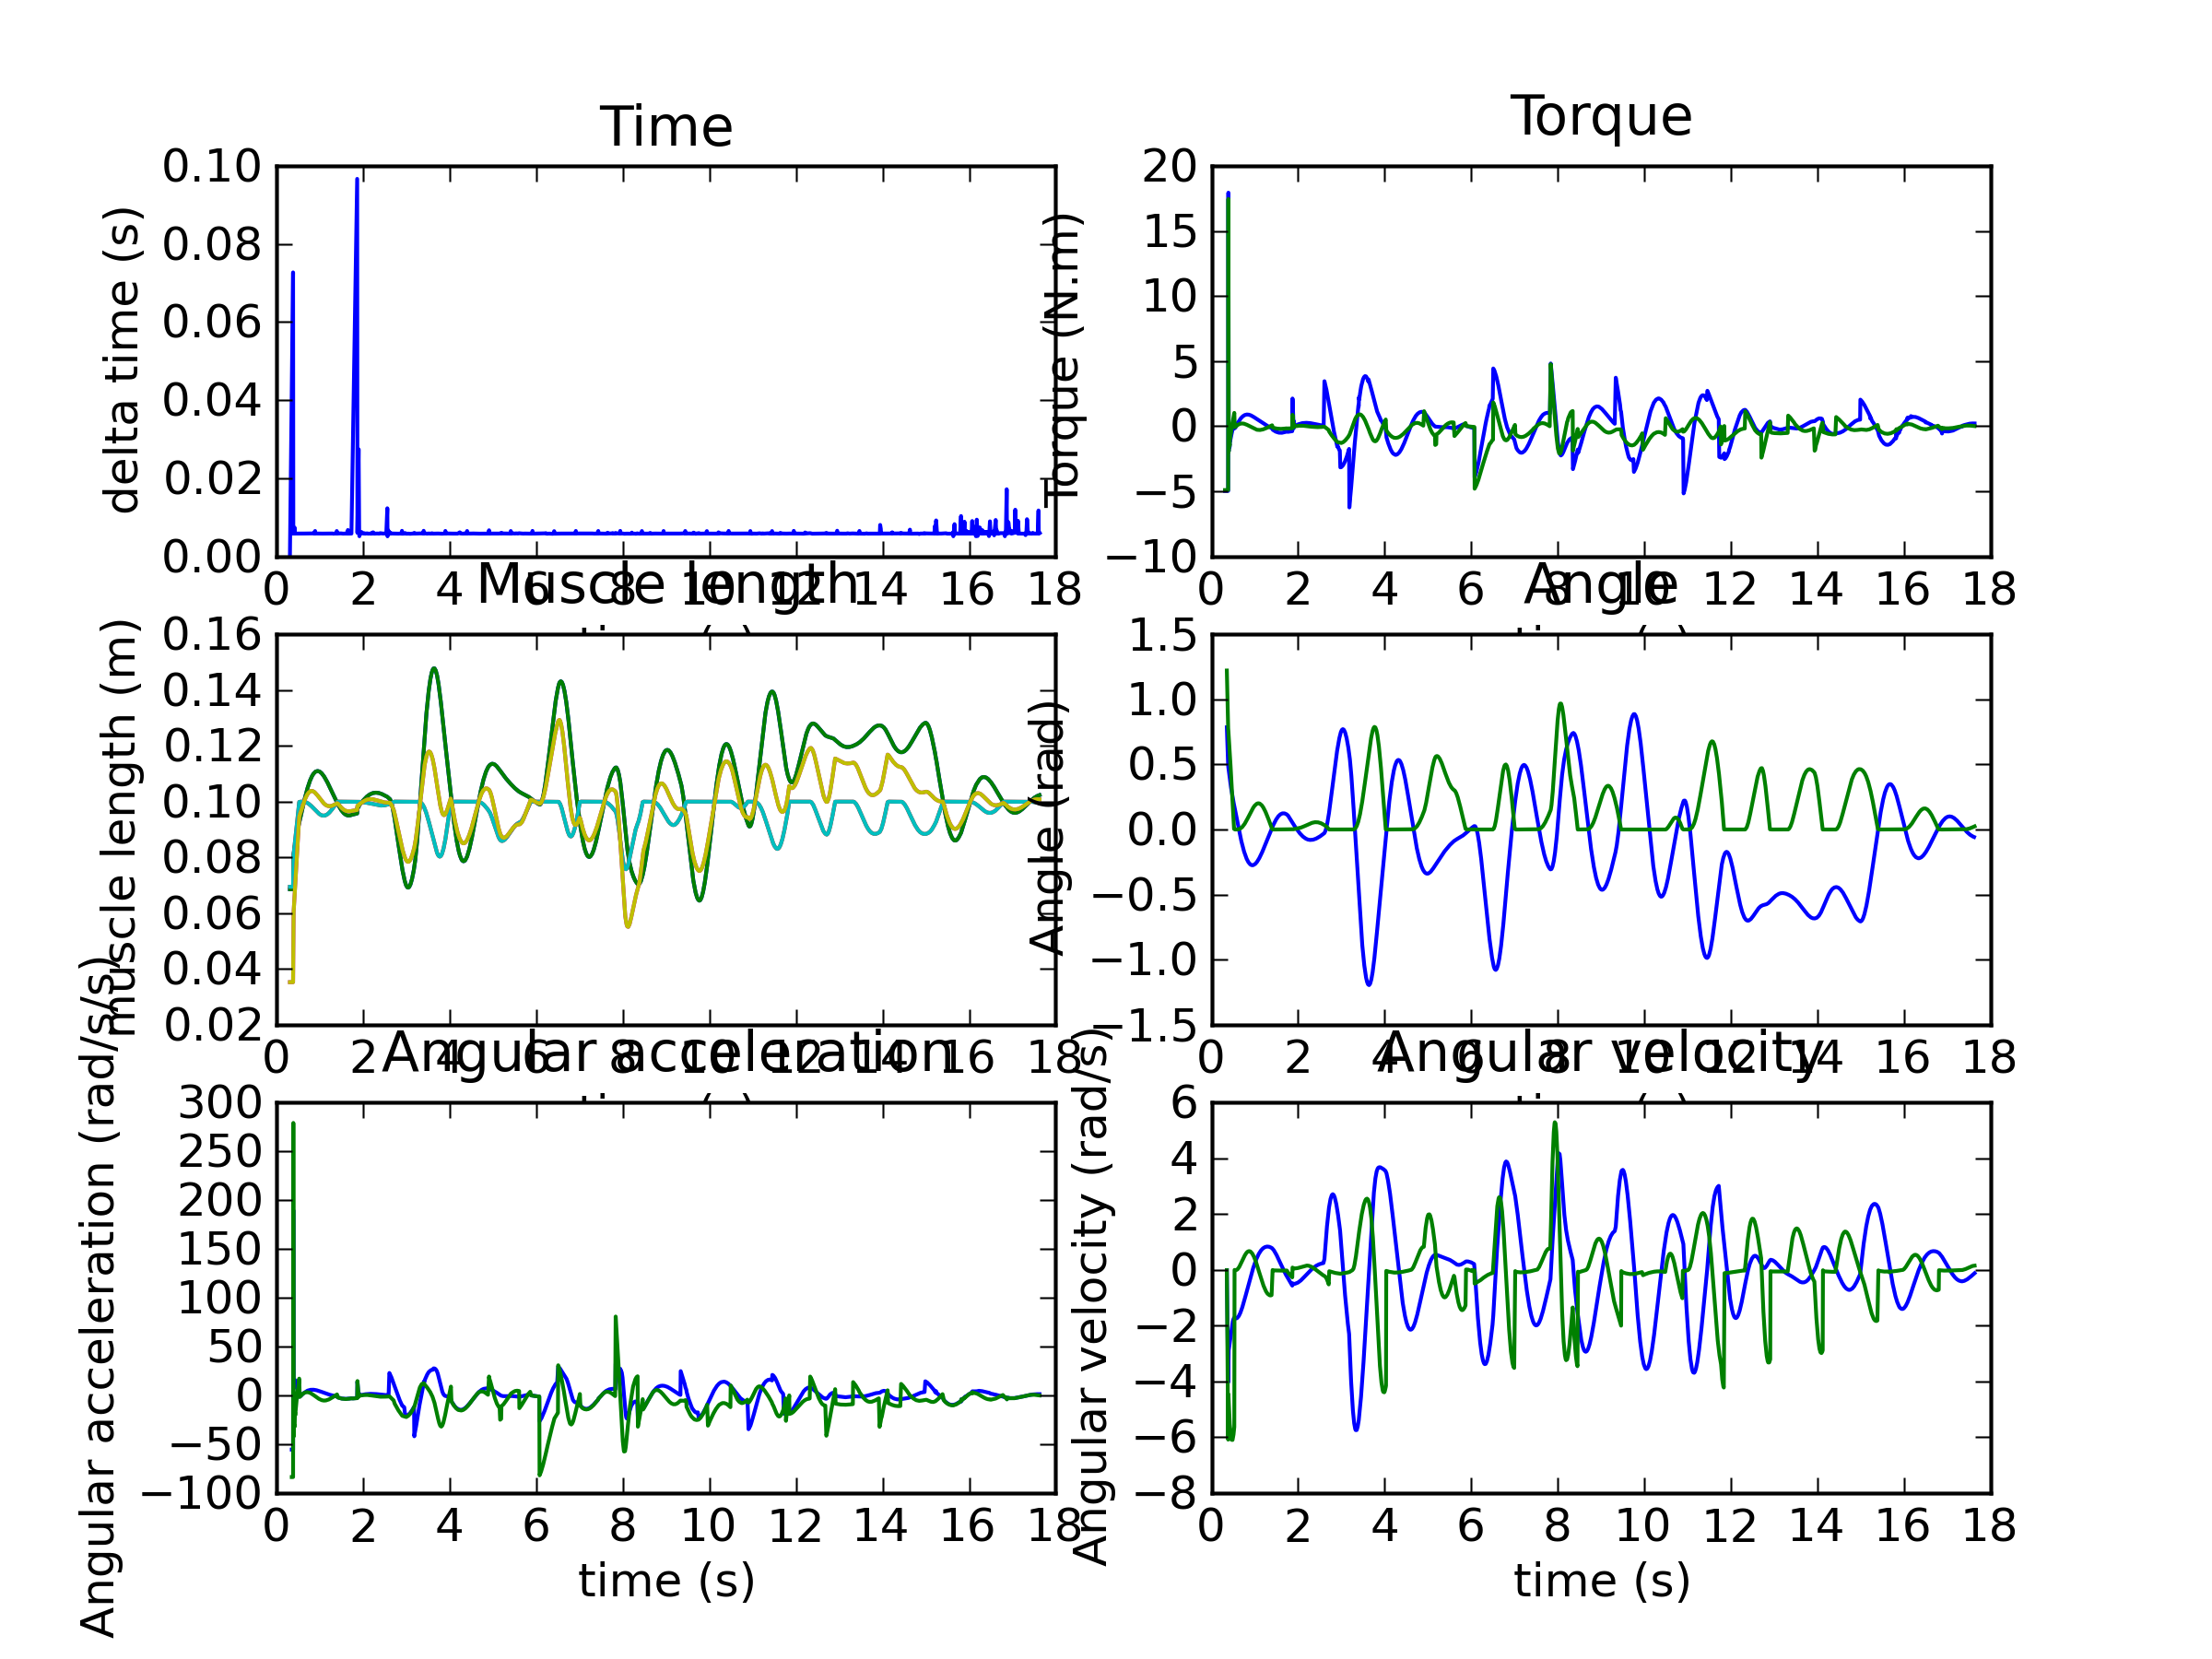 Time
delta time (s)
0.10
0.08
0.06
0.04
0.02
0.00
0 2 4 6 8 10 12 14 16 18
Torque
Torque (N.m)
20
15
10
5
0
−5
−10
0 2 4 6 8 10 12 14 16 18
Muscle length
muscle length (m)
0.16
0.14
0.12
0.10
0.08
0.06
0.04
0.02
0 2 4 6 8 10 12 14 16 18
Angle
Angle (rad)
1.5
1.0
0.5
0.0
−0.5
−1.0
−1.5
0 2 4 6 8 10 12 14 16 18
Angular acceleration
Angular acceleration (rad/s/s)
300
250
200
150
100
50
0
−50
−100
0 2 4 6 8 10 12 14 16 18
time (s)
Angular velocity
Angular velocity (rad/s)
6
4
2
0
−2
−4
−6
−8
0 2 4 6 8 10 12 14 16 18
time (s)